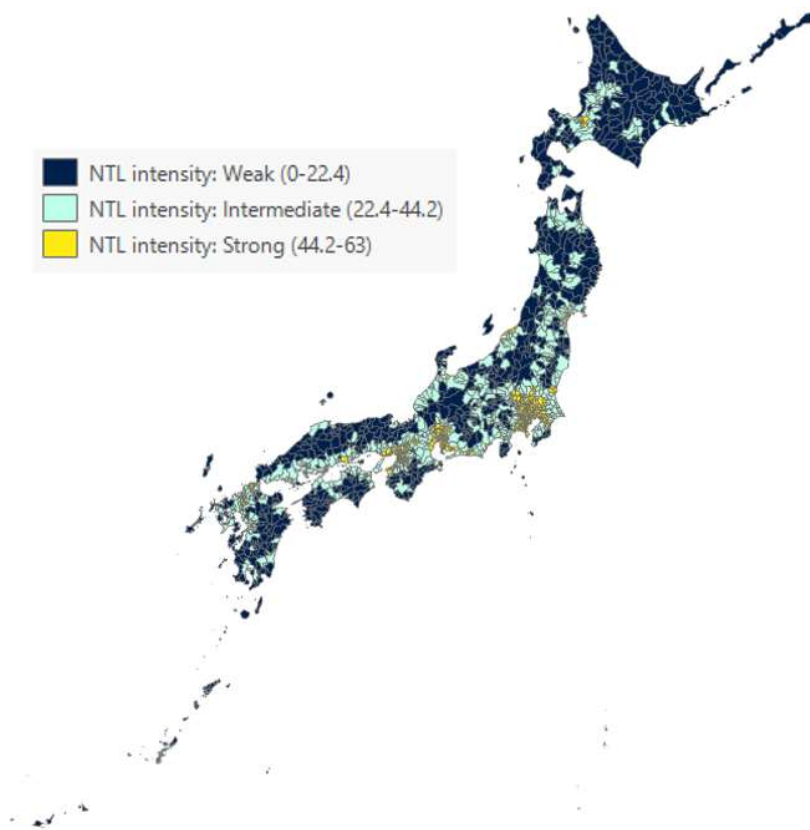 NTL intensity: Weak (0-22.4)
NTL intensity: Intermediate (22.4-44.2)
NTL intensity: Strong (44.2-63)